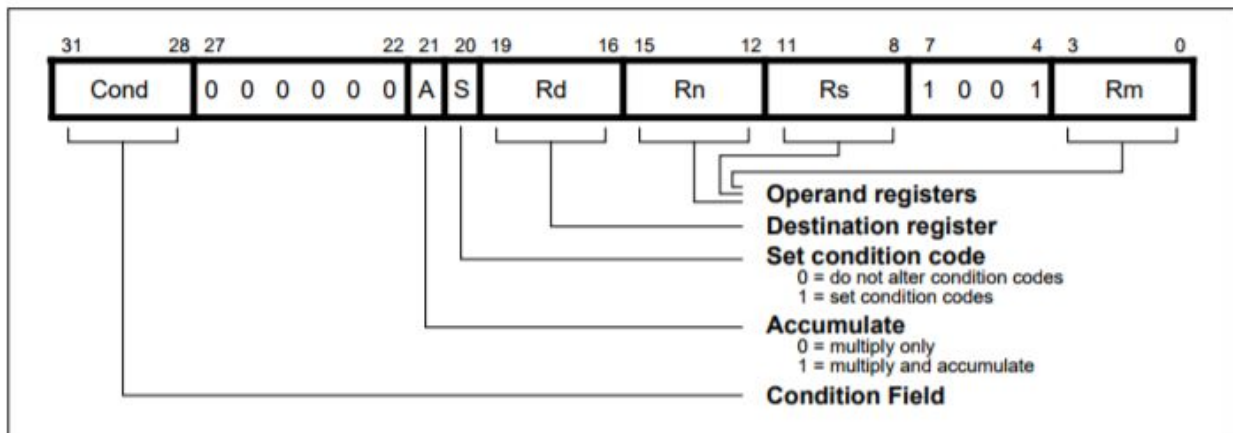 31 28 27 22 21 20 19 16 15 12 11 8 7 4 3 0
Cond 0 0 0 0 0 0 A S Rd Rn Rs 1 0 0 1 Rm
Operand registers
Destination register
Set condition code
0 = do not alter condition codes
1 = set condition codes
Accumulate
0 = multiply only
1 = multiply and accumulate
Condition Field